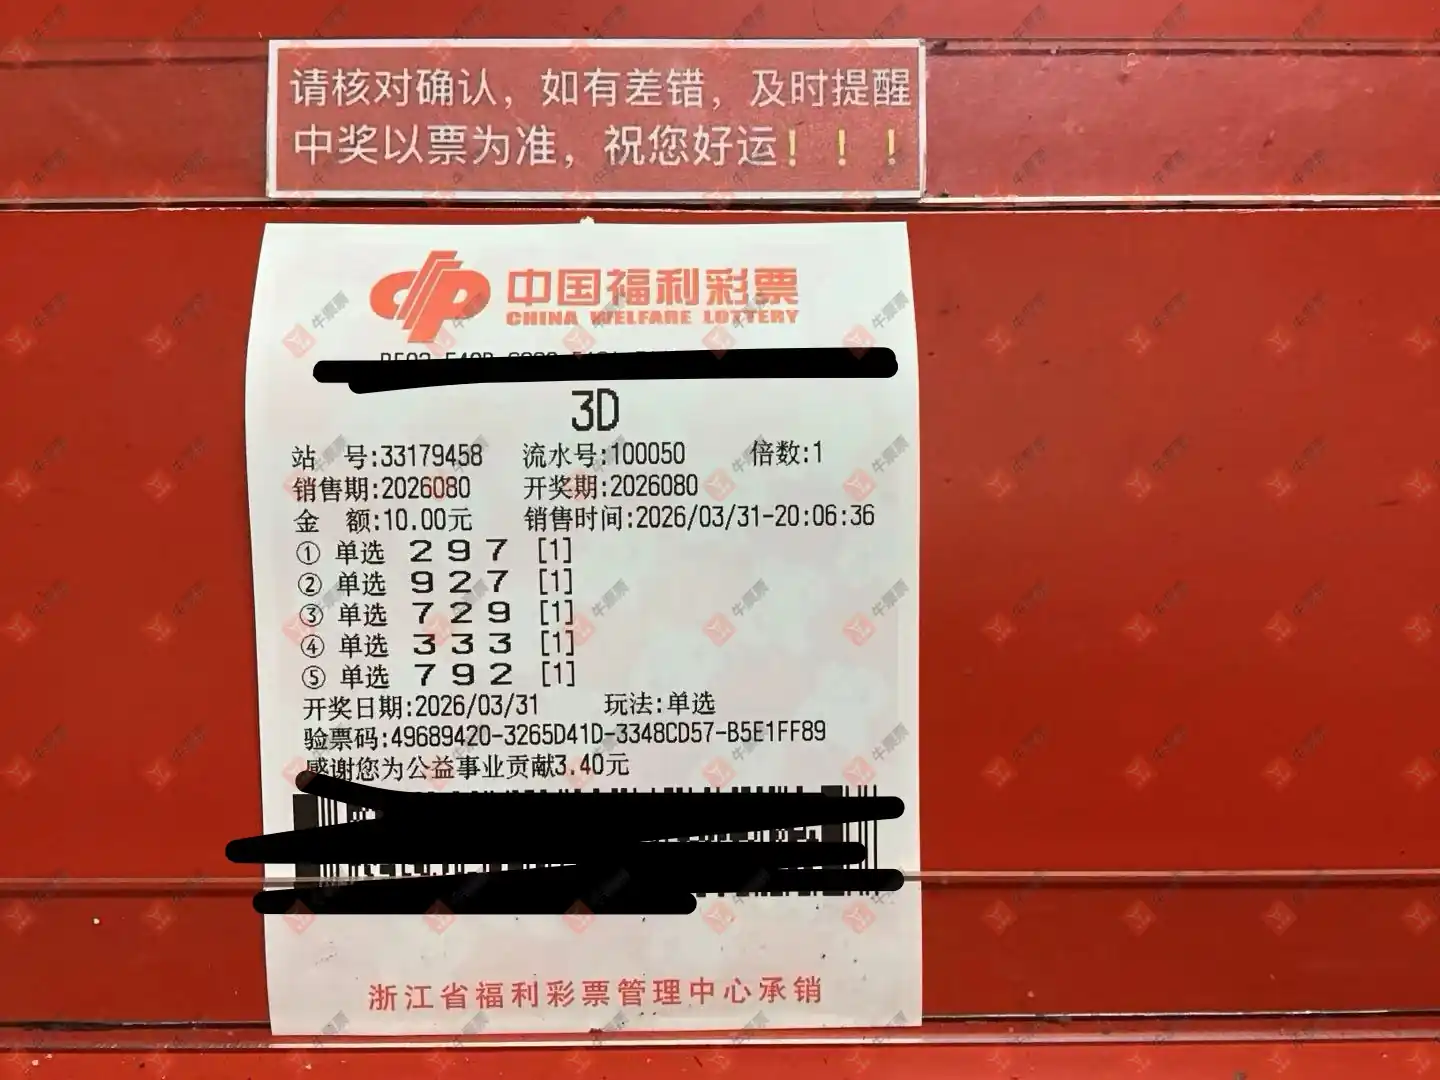 请核对确认，如有差错，及时提醒
中奖以票为准，祝您好运！！！
中国福利彩票
CHINA WELFARE LOTTERY
3D
站 号:33179458 流水号:100050 倍数:1
销售期:2026080 开奖期:2026080
金 额:10.00元 销售时间:2026/03/31-20:06:36
① 单选 2 9 7 [1]
② 单选 9 2 7 [1]
③ 单选 7 2 9 [1]
④ 单选 3 3 3 [1]
⑤ 单选 7 9 2 [1]
开奖日期:2026/03/31 玩法:单选
验票码:49689420-3265D41D-3348CD57-B5E1FF89
感谢您为公益事业贡献3.40元
浙江省福利彩票管理中心承销
牛票票